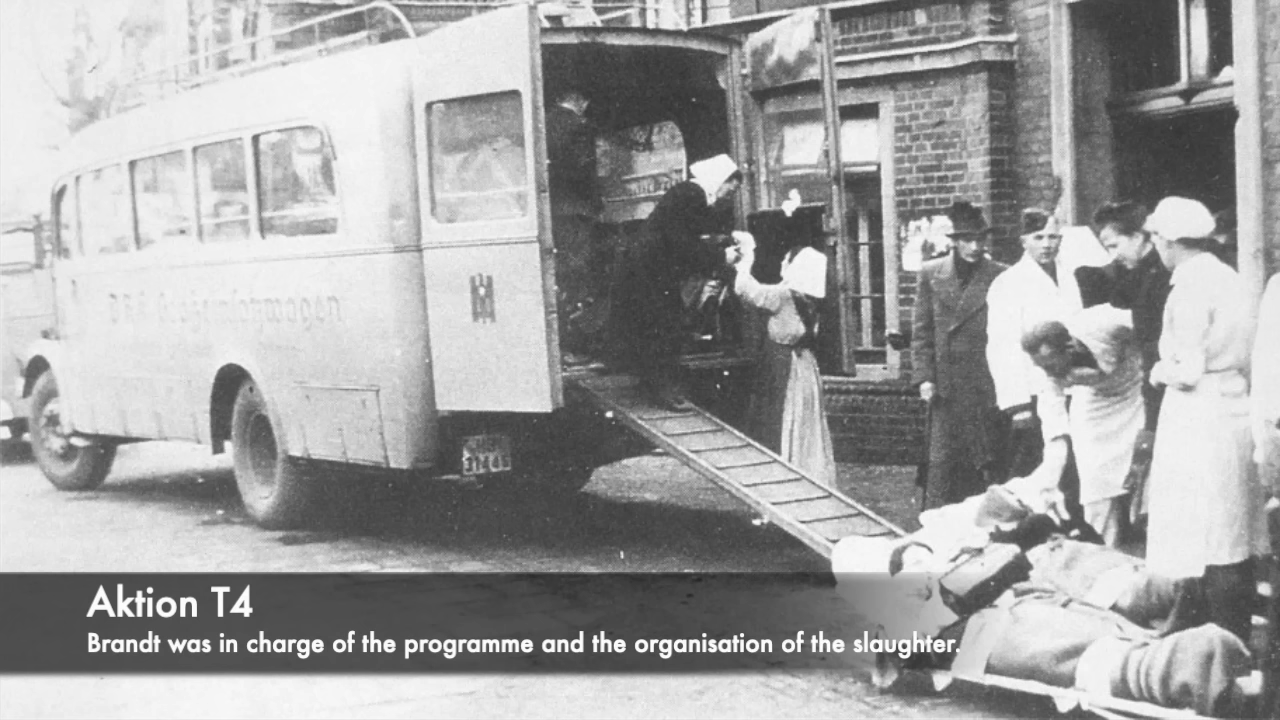 Aktion T4
Brandt was in charge of the programme and the organisation of the slaughter.